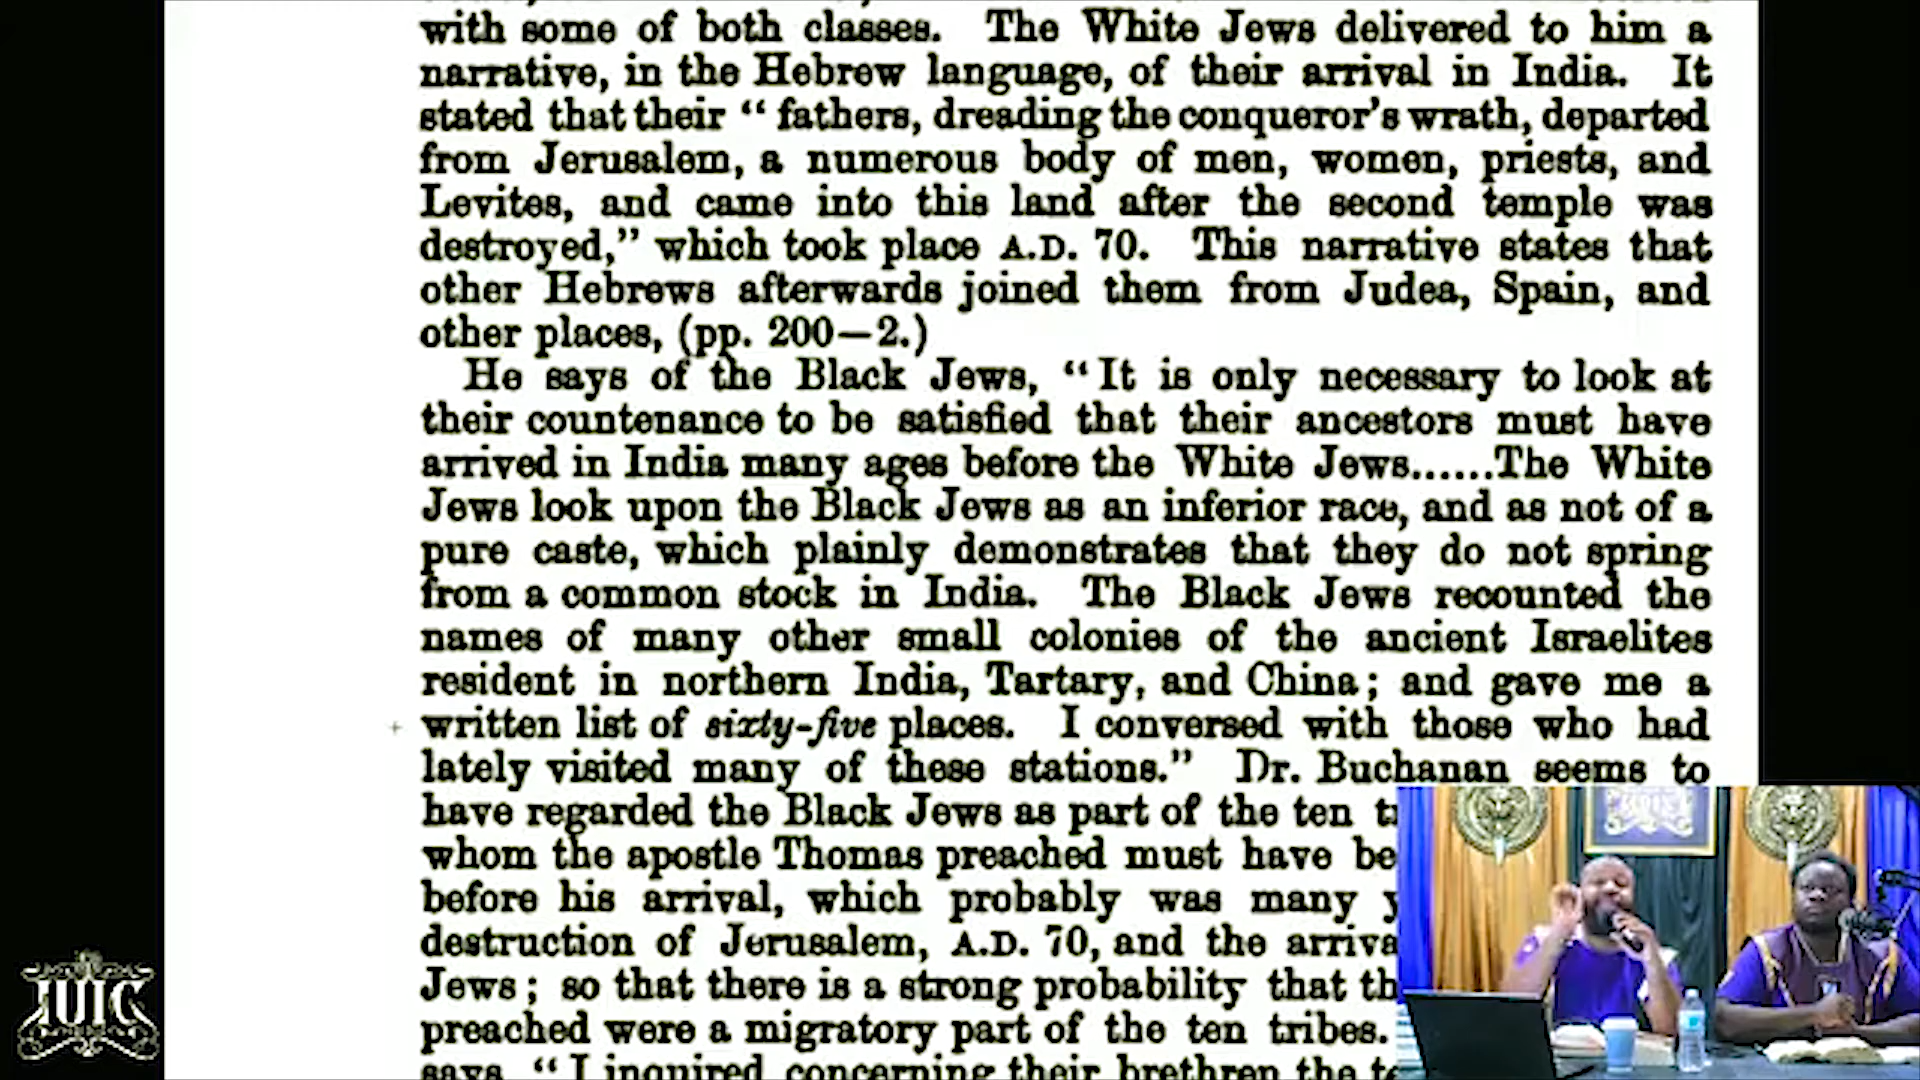 with some of both classes. The White Jews delivered to him a
narrative, in the Hebrew language, of their arrival in India. It
stated that their “ fathers, dreading the conqueror’s wrath, departed
from Jerusalem, a numerous body of men, women, priests, and
Levites, and came into this land after the second temple was
destroyed,” which took place A.D. 70. This narrative states that
other Hebrews afterwards joined them from Judea, Spain, and
other places, (pp. 200—2.)
He says of the Black Jews, “ It is only necessary to look at
their countenance to be satisfied that their ancestors must have
arrived in India many ages before the White Jews......The White
Jews look upon the Black Jews as an inferior race, and as not of a
pure caste, which plainly demonstrates that they do not spring
from a common stock in India. The Black Jews recounted the
names of many other small colonies of the ancient Israelites
resident in northern India, Tartary, and China; and gave me a
written list of sixty-five places. I conversed with those who had
lately visited many of these stations.” Dr. Buchanan seems to
have regarded the Black Jews as part of the ten
whom the apostle Thomas preached must have
before his arrival, which probably was many
destruction of Jerusalem, A.D. 70, and the
Jews; so that there is a strong probability that
preached were a migratory part of the ten tribes.
says, “ I inquired concerning their brethren the
IUIC